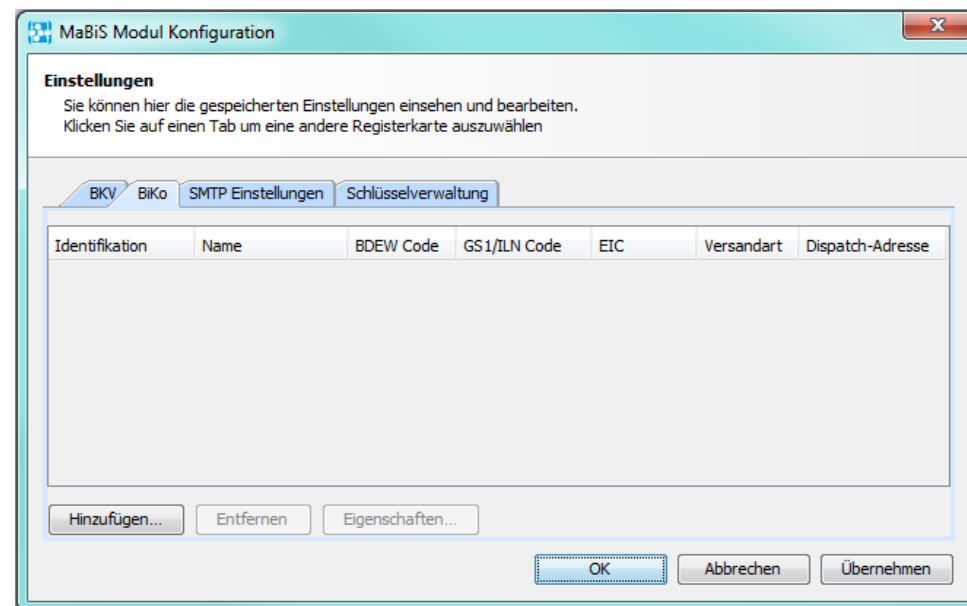 MaBiS Modul Konfiguration
Einstellungen
Sie können hier die gespeicherten Einstellungen einsehen und bearbeiten.
Klicken Sie auf einen Tab um eine andere Registerkarte auszuwählen
BKV BiKo SMTP Einstellungen Schlüsselverwaltung
Identifikation Name BDEW Code GS1/ILN Code EIC Versandart Dispatch-Adresse
Hinzufügen... Entfernen Eigenschaften...
OK Abbrechen Übernehmen